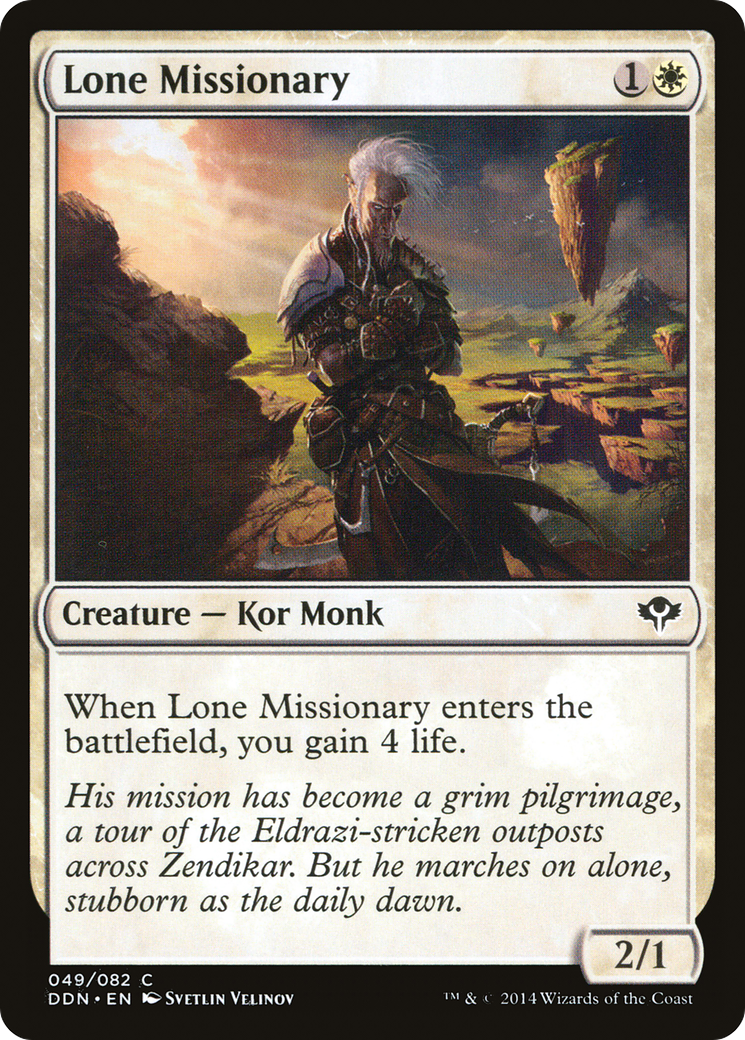 Lone Missionary 1
Creature — Kor Monk
When Lone Missionary enters the
battlefield, you gain 4 life.
His mission has become a grim pilgrimage,
a tour of the Eldrazi-stricken outposts
across Zendikar. But he marches on alone,
stubborn as the daily dawn.
2/1
049/082 C
DDN • EN Svetlin Velinov ™ & © 2014 Wizards of the Coast